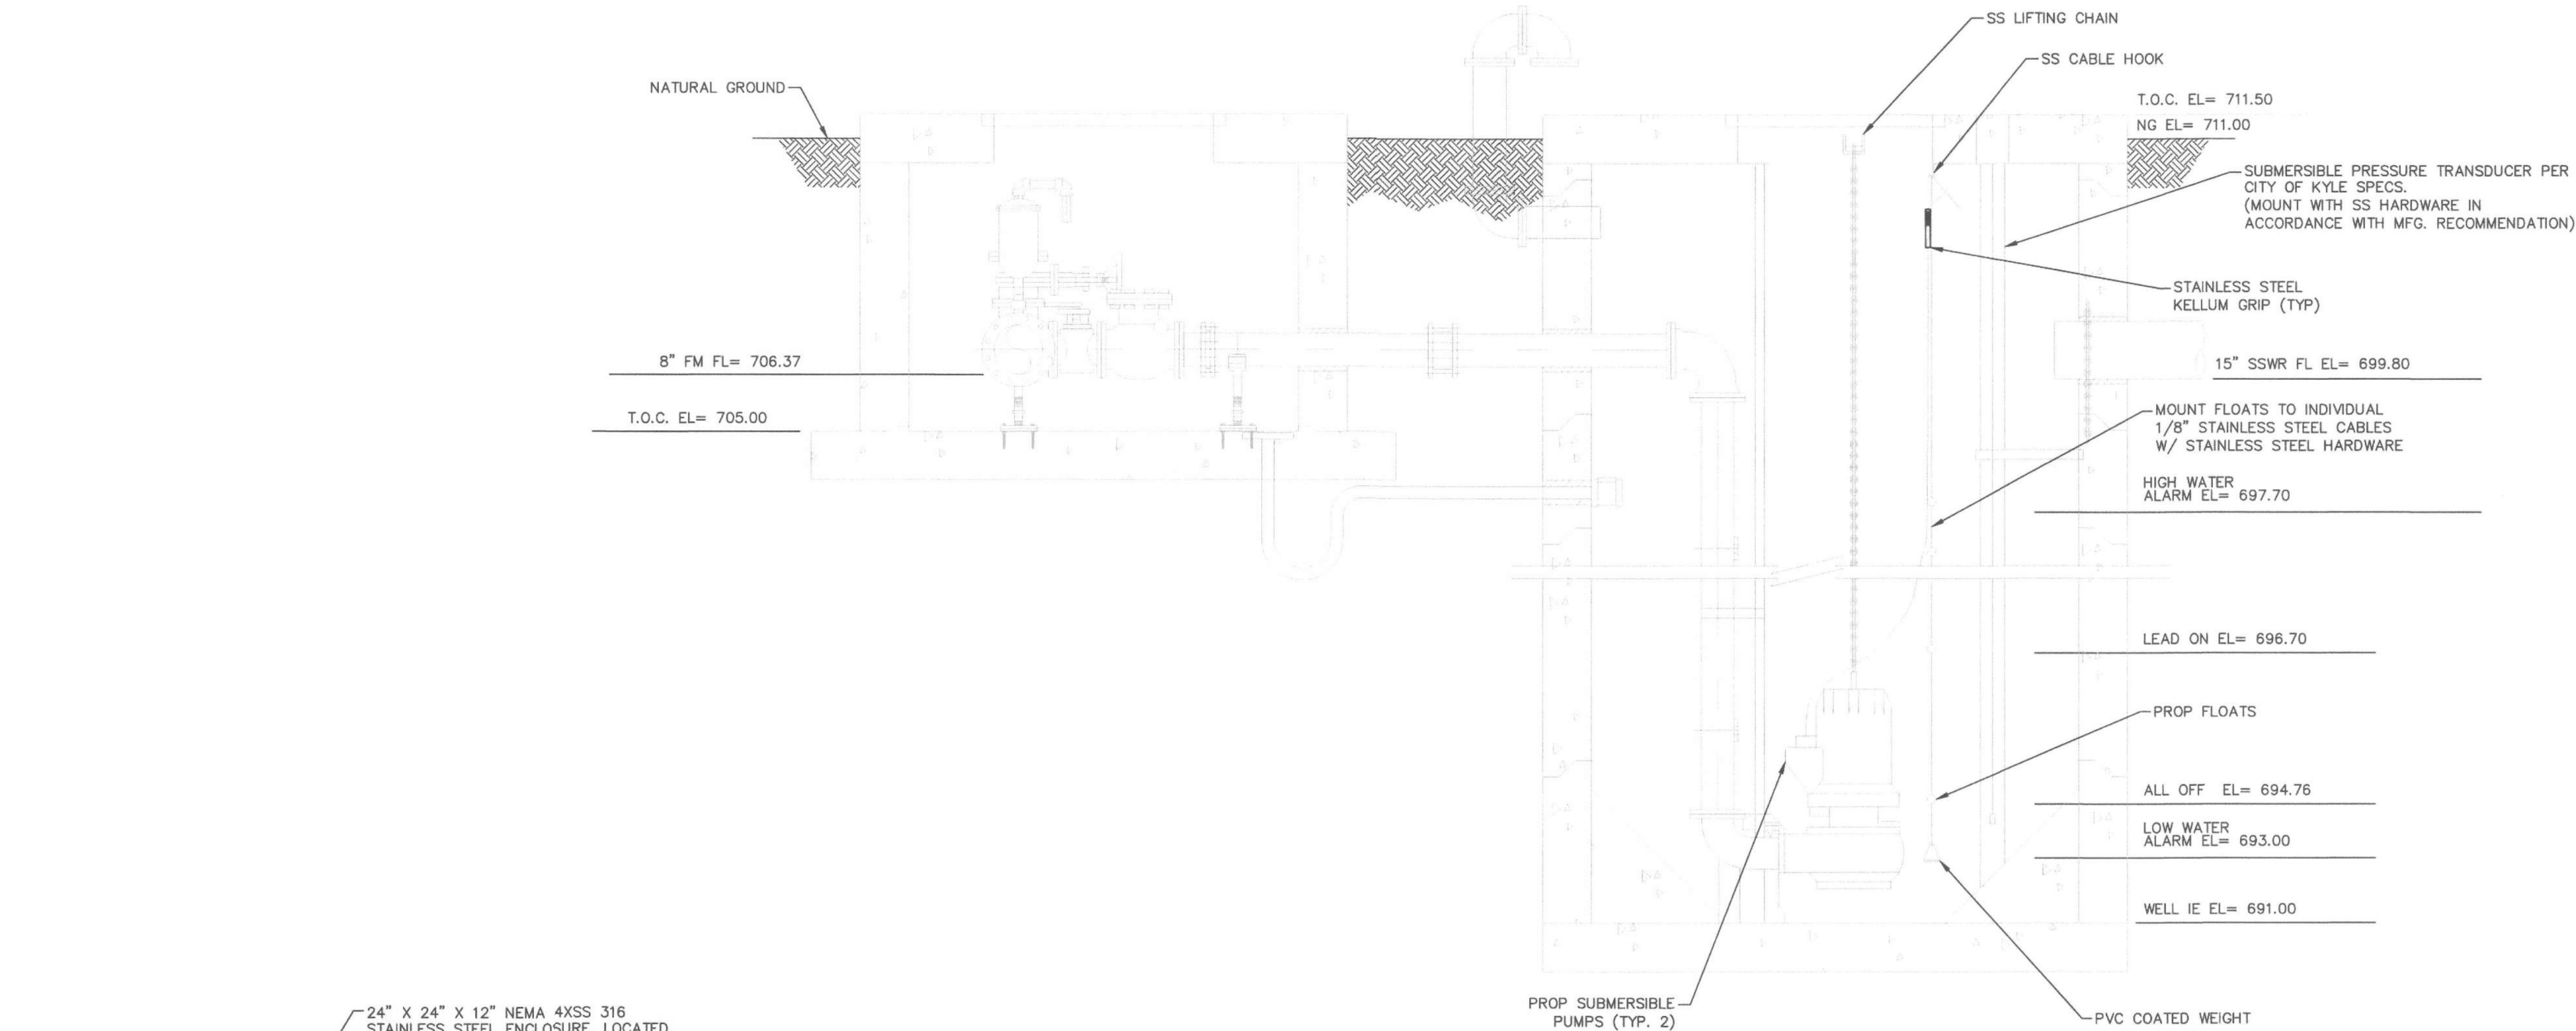 SS LIFTING CHAIN
SS CABLE HOOK
NATURAL GROUND
T.O.C. EL= 711.50
NG EL= 711.00
SUBMERSIBLE PRESSURE TRANSDUCER PER
CITY OF KYLE SPECS.
(MOUNT WITH SS HARDWARE IN
ACCORDANCE WITH MFG. RECOMMENDATION)
STAINLESS STEEL
KELLUM GRIP (TYP)
8" FM FL= 706.37
15" SSWR FL EL= 699.80
T.O.C. EL= 705.00
MOUNT FLOATS TO INDIVIDUAL
1/8" STAINLESS STEEL CABLES
W/ STAINLESS STEEL HARDWARE
HIGH WATER
ALARM EL= 697.70
LEAD ON EL= 696.70
PROP FLOATS
ALL OFF EL= 694.76
LOW WATER
ALARM EL= 693.00
WELL IE EL= 691.00
PROP SUBMERSIBLE
PUMPS (TYP. 2)
PVC COATED WEIGHT
24" X 24" X 12" NEMA 4XSS 316
STAINLESS STEEL ENCLOSURE, LOCATED